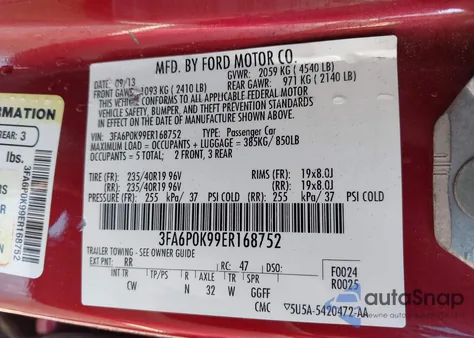 MFD. BY FORD MOTOR CO.
DATE: 09/13 GVWR: 2059 KG ( 4540 LB)
FRONT GAWR: 1093 KG ( 2410 LB) REAR GAWR: 971 KG ( 2140 LB)
THIS VEHICLE CONFORMS TO ALL APPLICABLE FEDERAL MOTOR
VEHICLE SAFETY, BUMPER, AND THEFT PREVENTION STANDARDS IN
EFFECT ON THE DATE OF MANUFACTURE SHOWN ABOVE.
VIN: 3FA6P0K99ER168752 TYPE: Passenger Car
MAXIMUM LOAD = OCCUPANTS + LUGGAGE = 385KG/ 850LB
OCCUPANTS = 5 TOTAL: 2 FRONT, 3 REAR
TIRE (FR): 235/40R19 96V RIMS (FR): 19x8.0J
TIRE (RR): 235/40R19 96V RIMS (RR): 19x8.0J
PRESSURE (FR): 255 kPa/ 37 PSI COLD (RR): 255 kPa/ 37 PSI COLD
3FA6P0K99ER168752
TRAILER TOWING - SEE OWNER GUIDE
EXT PNT: RR RC: 47 DSO: F0024
INT TR TP/PS R AXLE TR SPR R0025
CW N 32 W GGFF
CMC 5U5A-5420472-AA
ORMATION
REAR: 3
lbs.
3FA6P0K99ER168752
autoSnap